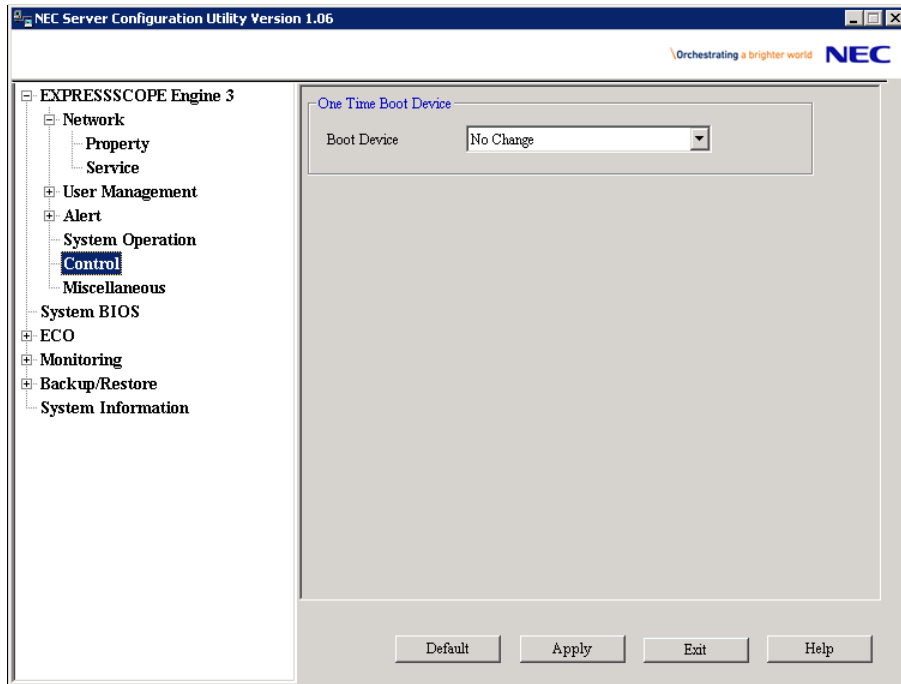 NEC Server Configuration Utility Version 1.06
\Orchestrating a brighter world NEC
EXPRESSSCOPE Engine 3
Network
Property
Service
User Management
Alert
System Operation
Control
Miscellaneous
System BIOS
ECO
Monitoring
Backup/Restore
System Information
One Time Boot Device
Boot Device No Change
Default Apply Exit Help